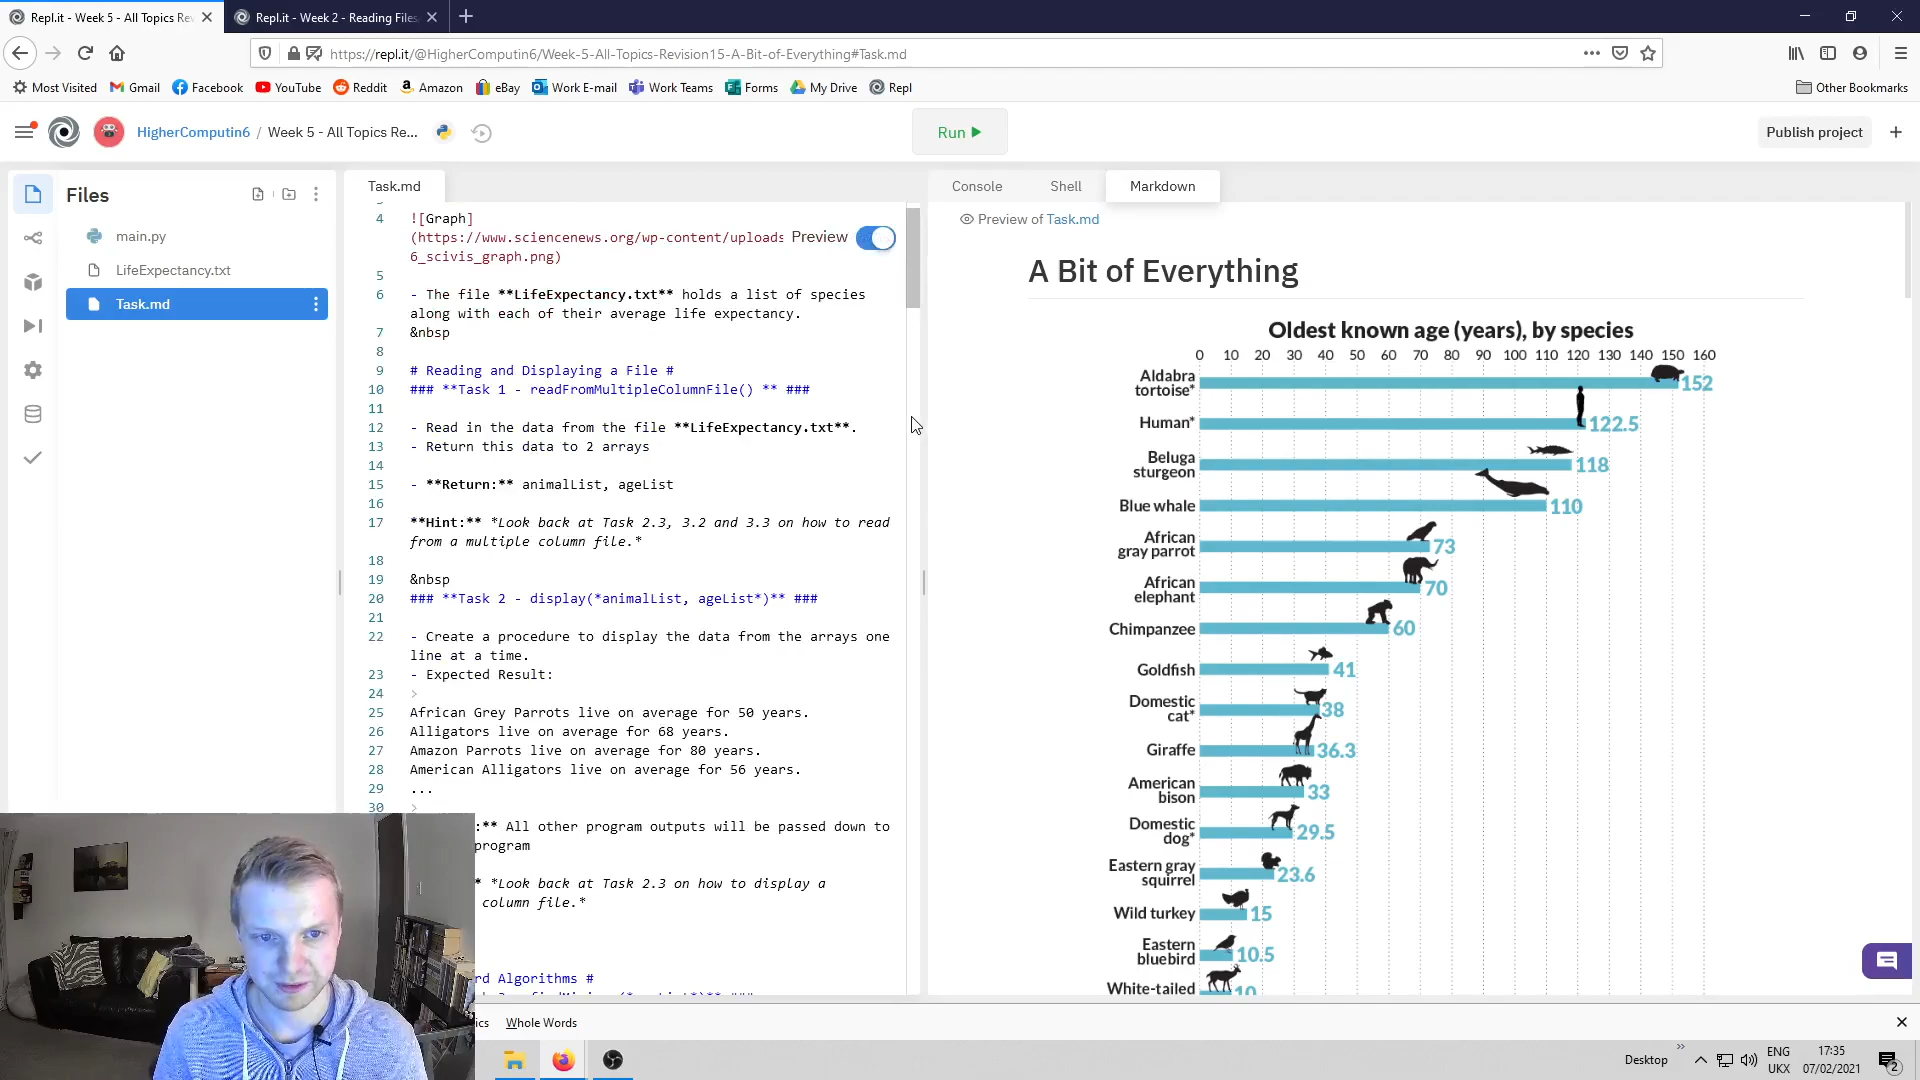 Repl.it - Week 5 - All Topics Re
Repl.it - Week 2 - Reading Files,
https://repl.it/@HigherComputin6/Week-5-All-Topics-Revision15-A-Bit-of-Everything#Task.md
Most Visited Gmail Facebook YouTube Reddit Amazon eBay Work E-mail Work Teams Forms My Drive Repl Other Bookmarks
HigherComputin6 / Week 5 - All Topics Re...
Run
Publish project
Files
main.py
LifeExpectancy.txt
Task.md
Task.md
4 ![Graph]
(https://www.sciencenews.org/wp-content/uploads
6_scivis_graph.png)
Preview
5
6 - The file **LifeExpectancy.txt** holds a list of species
along with each of their average life expectancy.
7 &nbsp
8
9 # Reading and Displaying a File #
10 ### **Task 1 - readFromMultipleColumnFile() ** ###
11
12 - Read in the data from the file **LifeExpectancy.txt**.
13 - Return this data to 2 arrays
14
15 - **Return:** animalList, ageList
16
17 **Hint:** *Look back at Task 2.3, 3.2 and 3.3 on how to read
from a multiple column file.*
18
19 &nbsp
20 ### **Task 2 - display(*animalList, ageList*)** ###
21
22 - Create a procedure to display the data from the arrays one
line at a time.
23 - Expected Result:
24 >
25 African Grey Parrots live on average for 50 years.
26 Alligators live on average for 68 years.
27 Amazon Parrots live on average for 80 years.
28 American Alligators live on average for 56 years.
29 ...
30 >
:** All other program outputs will be passed down to
program
* *Look back at Task 2.3 on how to display a
column file.*
rd Algorithms #
Console Shell Markdown
Preview of Task.md
A Bit of Everything
Oldest known age (years), by species
0 10 20 30 40 50 60 70 80 90 100 110 120 130 140 150 160
Aldabra
tortoise* 152
Human* 122.5
Beluga
sturgeon 118
Blue whale 110
African
gray parrot 73
African
elephant 70
Chimpanzee 60
Goldfish 41
Domestic
cat* 38
Giraffe 36.3
American
bison 33
Domestic
dog* 29.5
Eastern gray
squirrel 23.6
Wild turkey 15
Eastern
bluebird 10.5
White-tailed 10
ics Whole Words
Desktop
ENG
UKX
17:35
07/02/2021
2